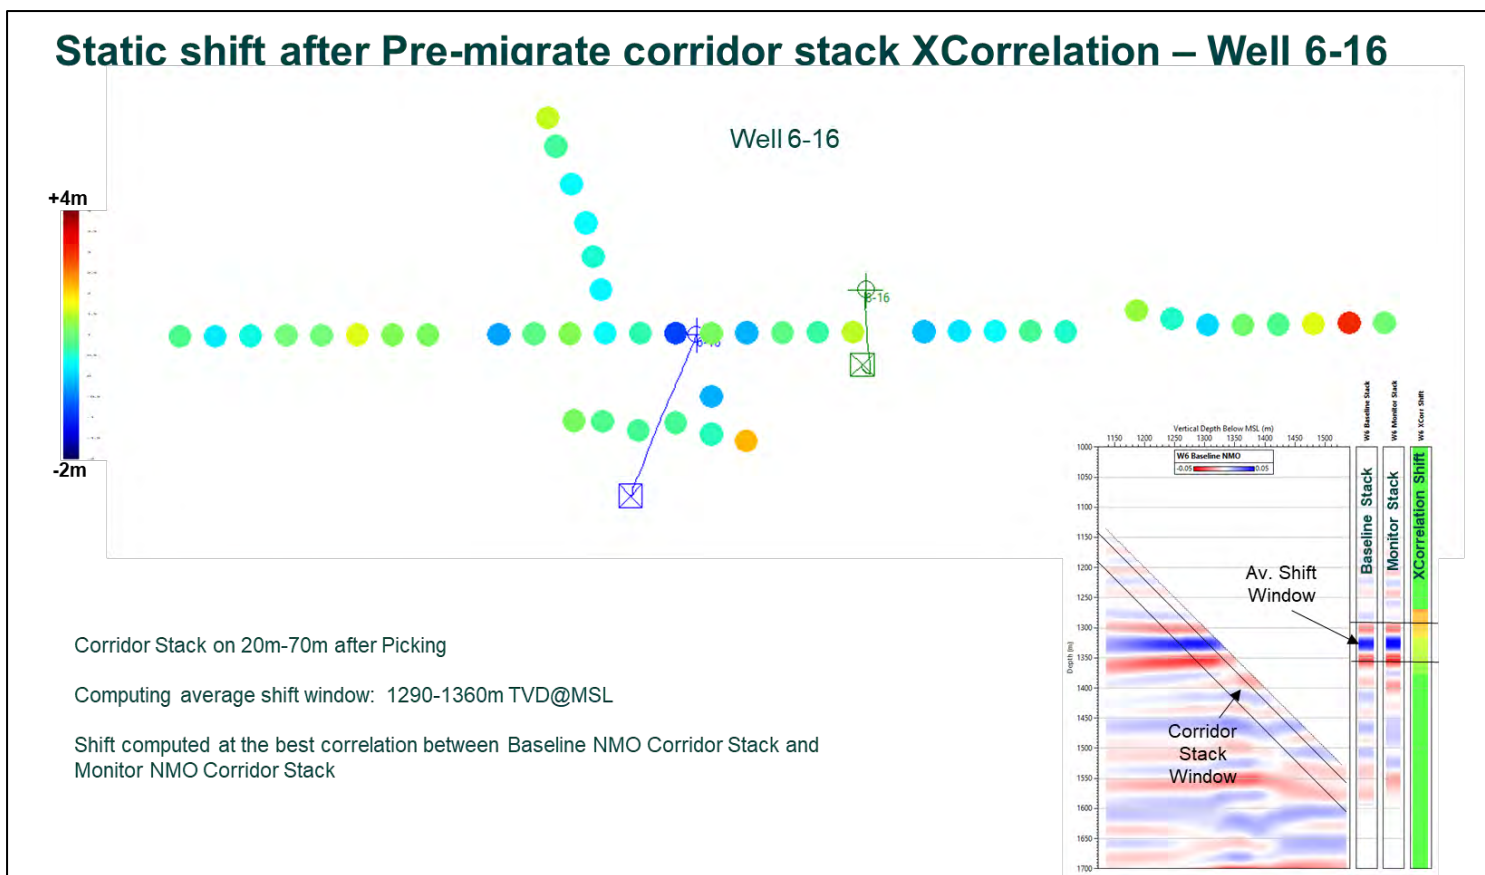 Static shift after Pre-migrate corridor stack XCorrelation – Well 6-16
Well 6-16
+4m
-2m
6-16
Corridor Stack on 20m-70m after Picking
Computing average shift window: 1290-1360m TVD@MSL
Shift computed at the best correlation between Baseline NMO Corridor Stack and
Monitor NMO Corridor Stack
Vertical Depth Below MSL (m)
1150 1200 1250 1300 1350 1400 1450 1500
W6 Baseline NMO
-0.05 0.05
W6 Baseline Stack
W6 Monitor Stack
W6 XCorr Shift
Baseline Stack
Monitor Stack
XCorrelation Shift
Depth (m)
1000
1050
1100
1150
1200
1250
1300
1350
1400
1450
1500
1550
1600
1650
1700
Av. Shift
Window
Corridor
Stack
Window